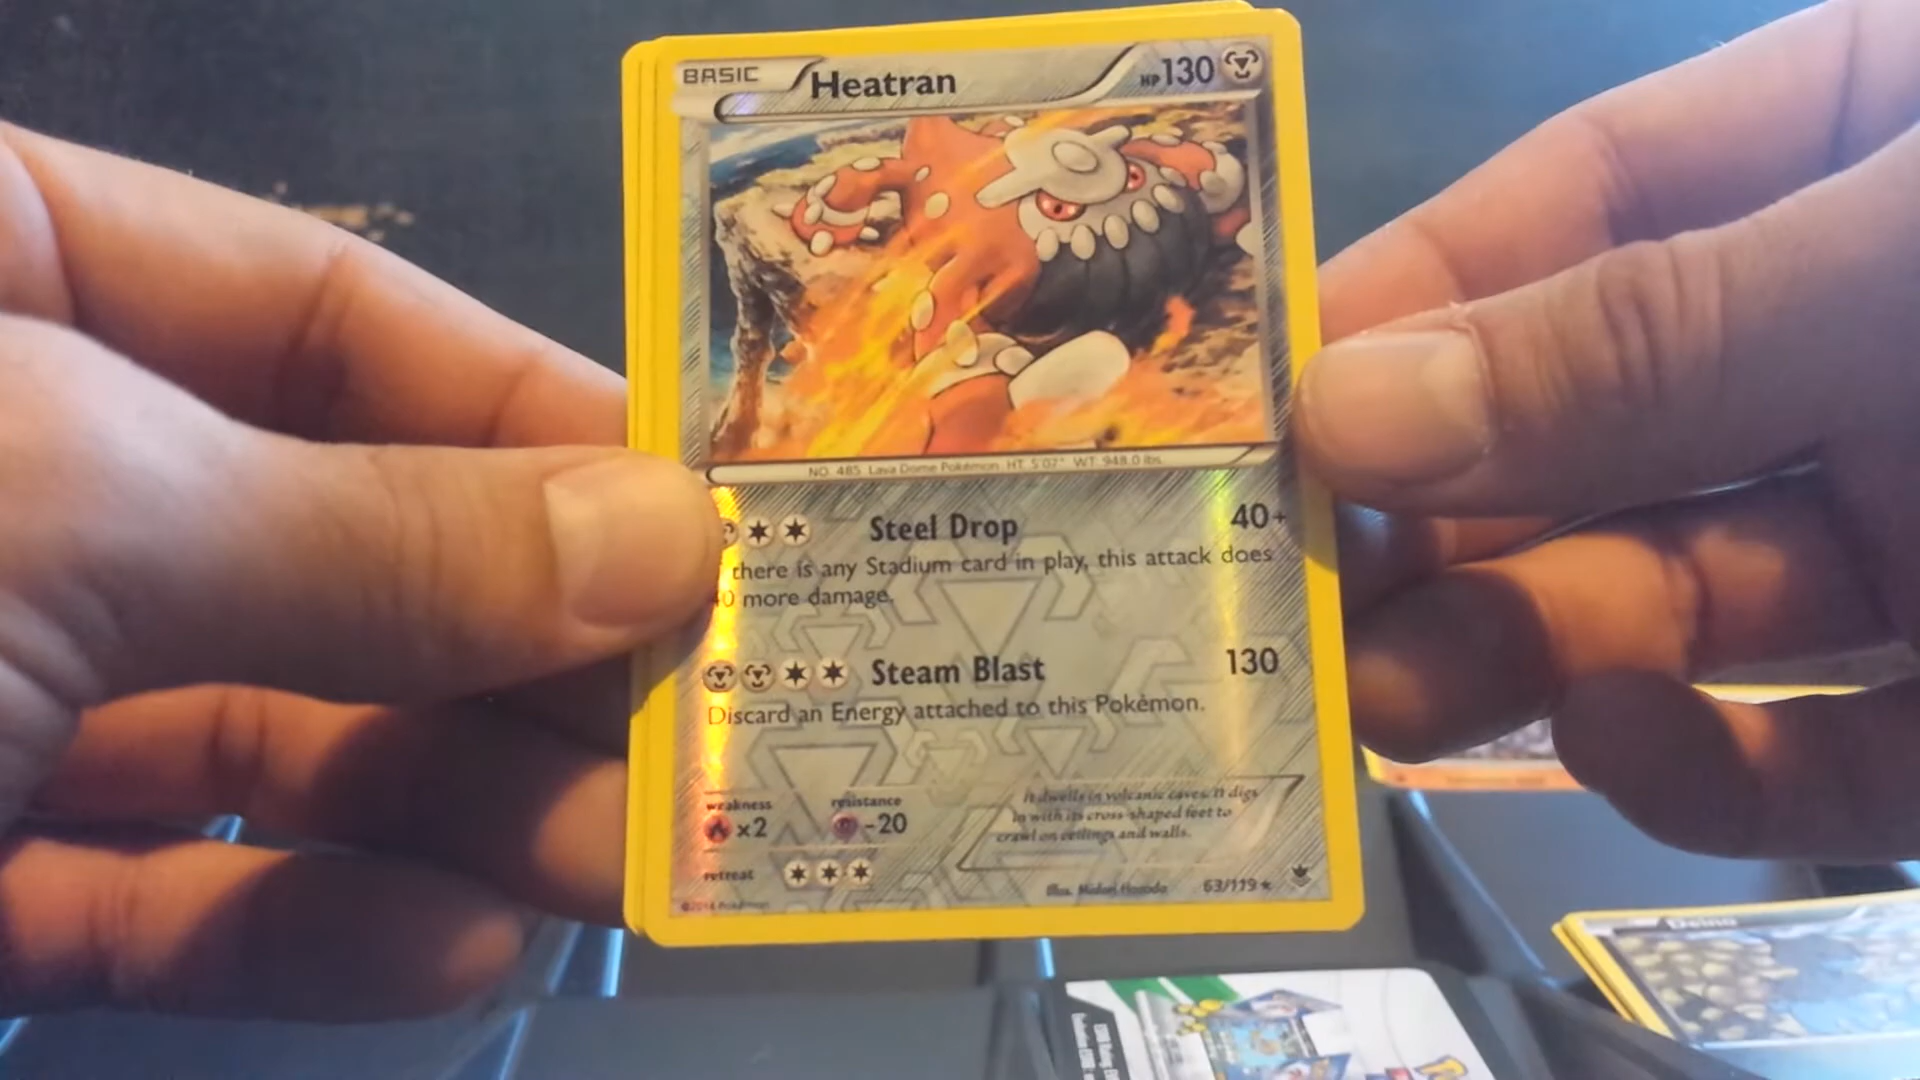 BASIC Heatran HP 130
NO. 485 Lava Dome Pokémon HT 5'07" WT 948.0 lbs.
Steel Drop 40+
there is any Stadium card in play, this attack does
40 more damage.
Steam Blast 130
Discard an Energy attached to this Pokémon.
weakness resistance
×2 -20
It dwells in volcanic caves. It digs
in with its cross-shaped feet to
crawl on ceilings and walls.
retreat
Illus. Midori Harada 63/119
©2014 Pokémon
Deino